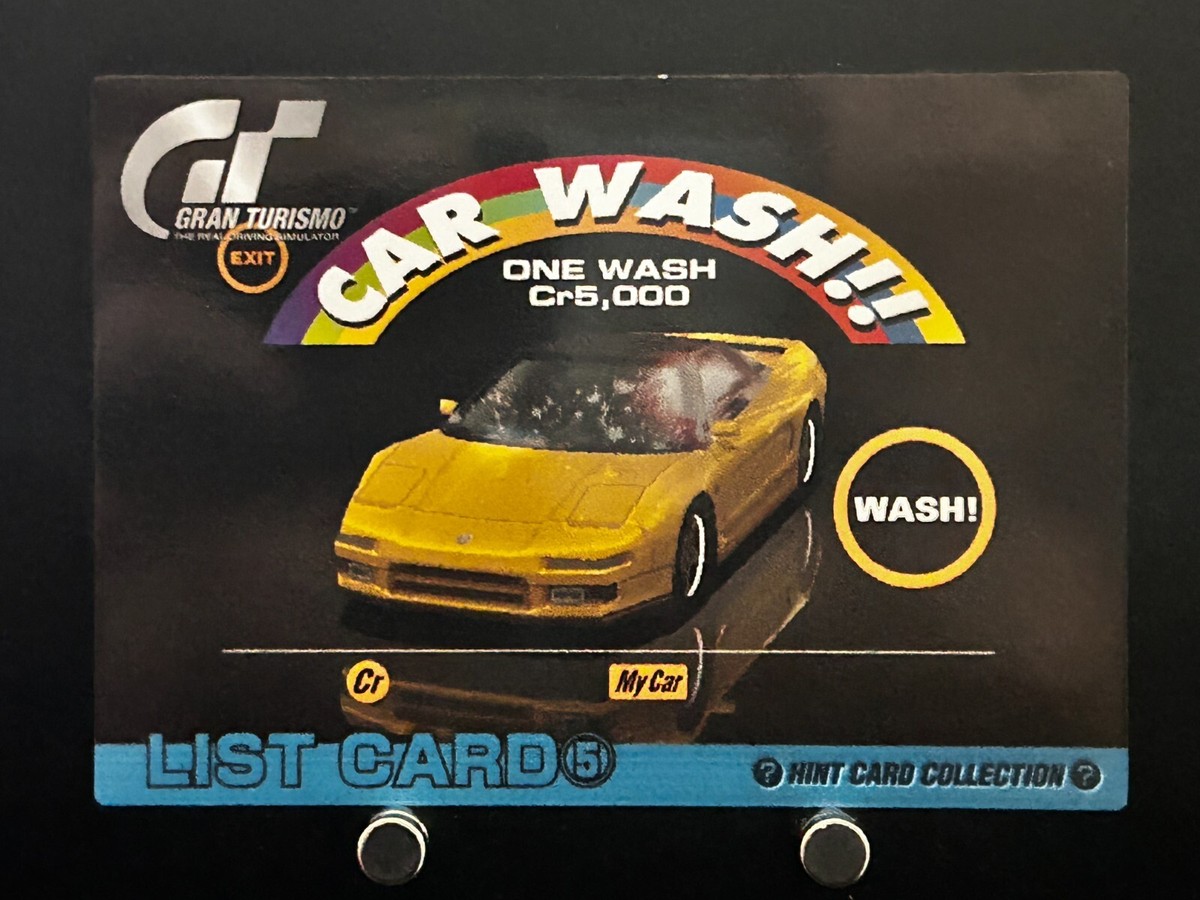 GT
GRAN TURISMO™
THE REAL DRIVING SIMULATOR
EXIT
CAR WASH!!
ONE WASH
Cr5,000
WASH!
Cr
My Car
LIST CARD⑤
? HINT CARD COLLECTION ?